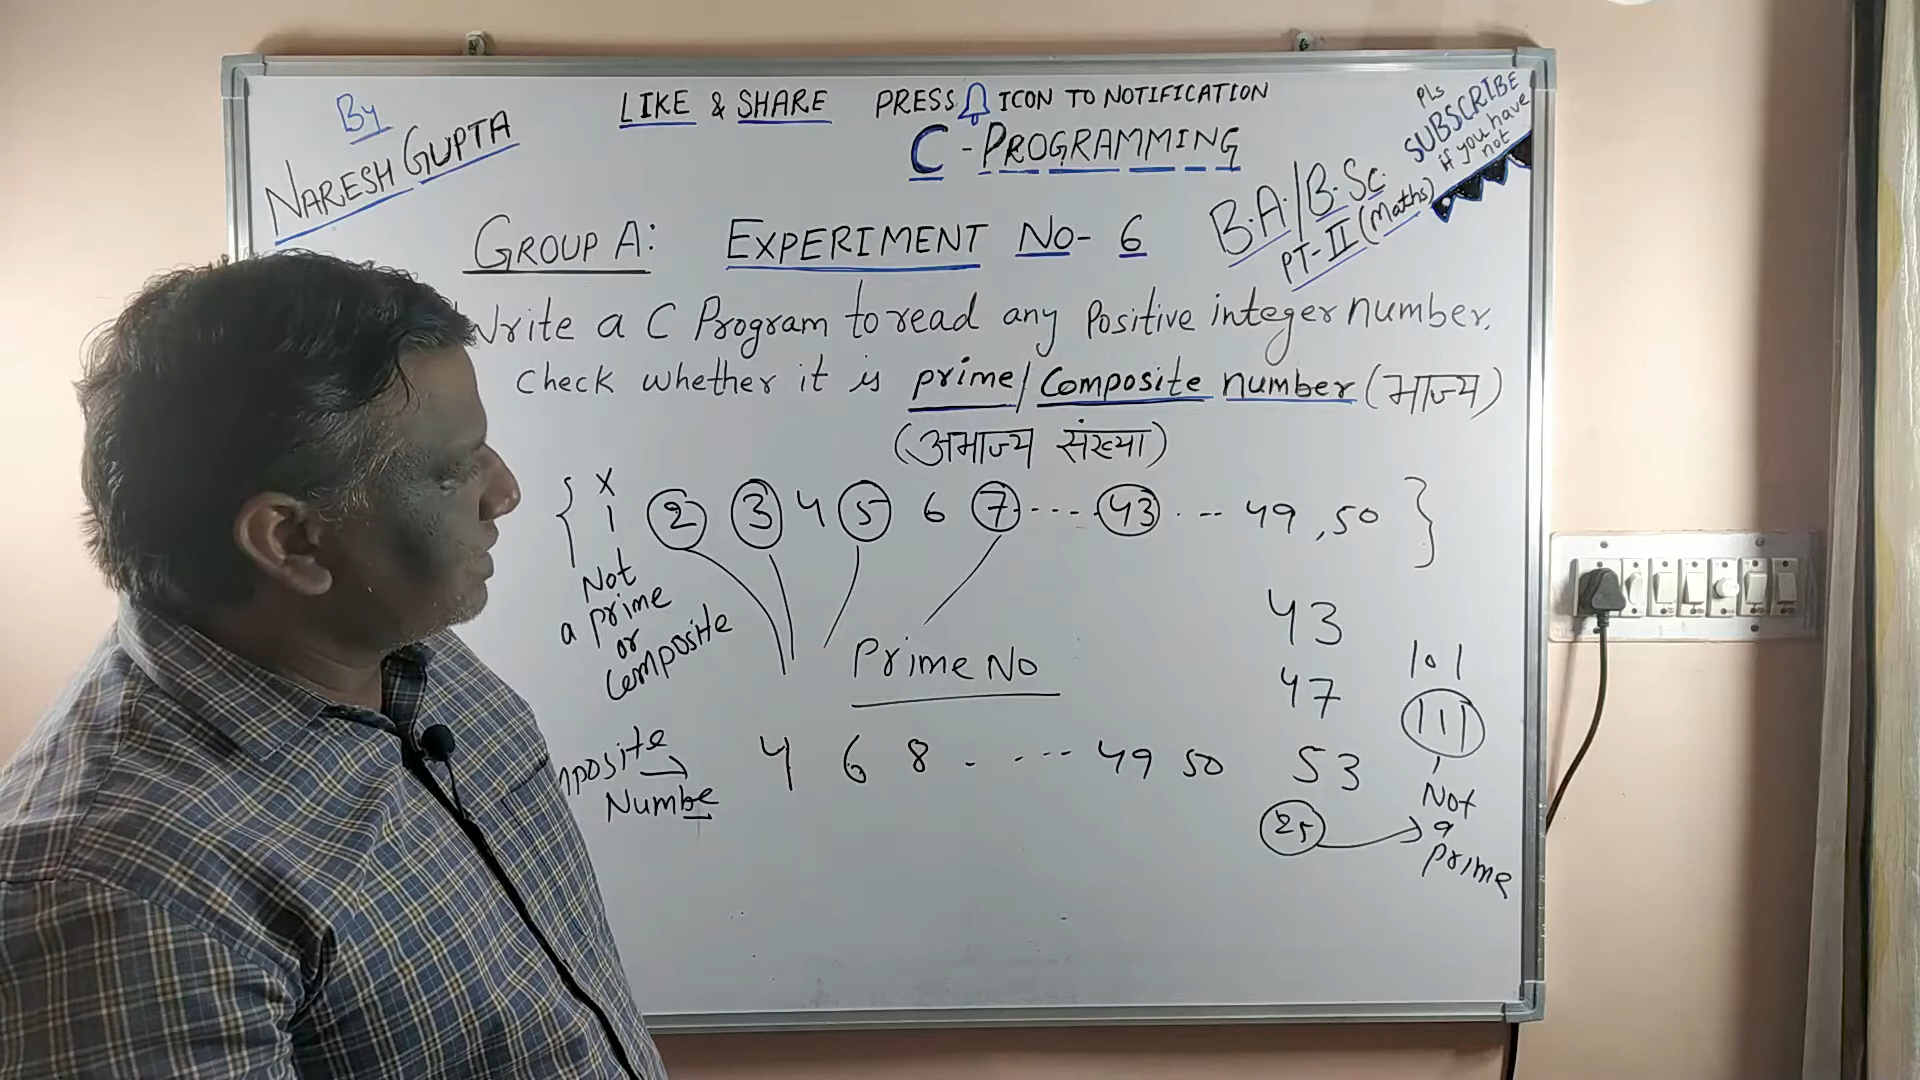 By
NARESH GUPTA
LIKE & SHARE PRESS ICON TO NOTIFICATION
C - PROGRAMMING
PLS
SUBSCRIBE
if you have
not
B.A./B.Sc.
PT-II (Maths)
GROUP A: EXPERIMENT NO- 6
Write a C Program to read any Positive integer number.
Check whether it is prime/Composite number (भाज्य)
(अभाज्य संख्या)
{ X
1 2 3 4 5 6 7 ---- 43 . -- 49 , 50 }
Not
a prime
or
Composite
Prime No
43
47
53
25
101
111
Not
a
prime
mposite
Numbe
4 6 8 . . --- 49 50